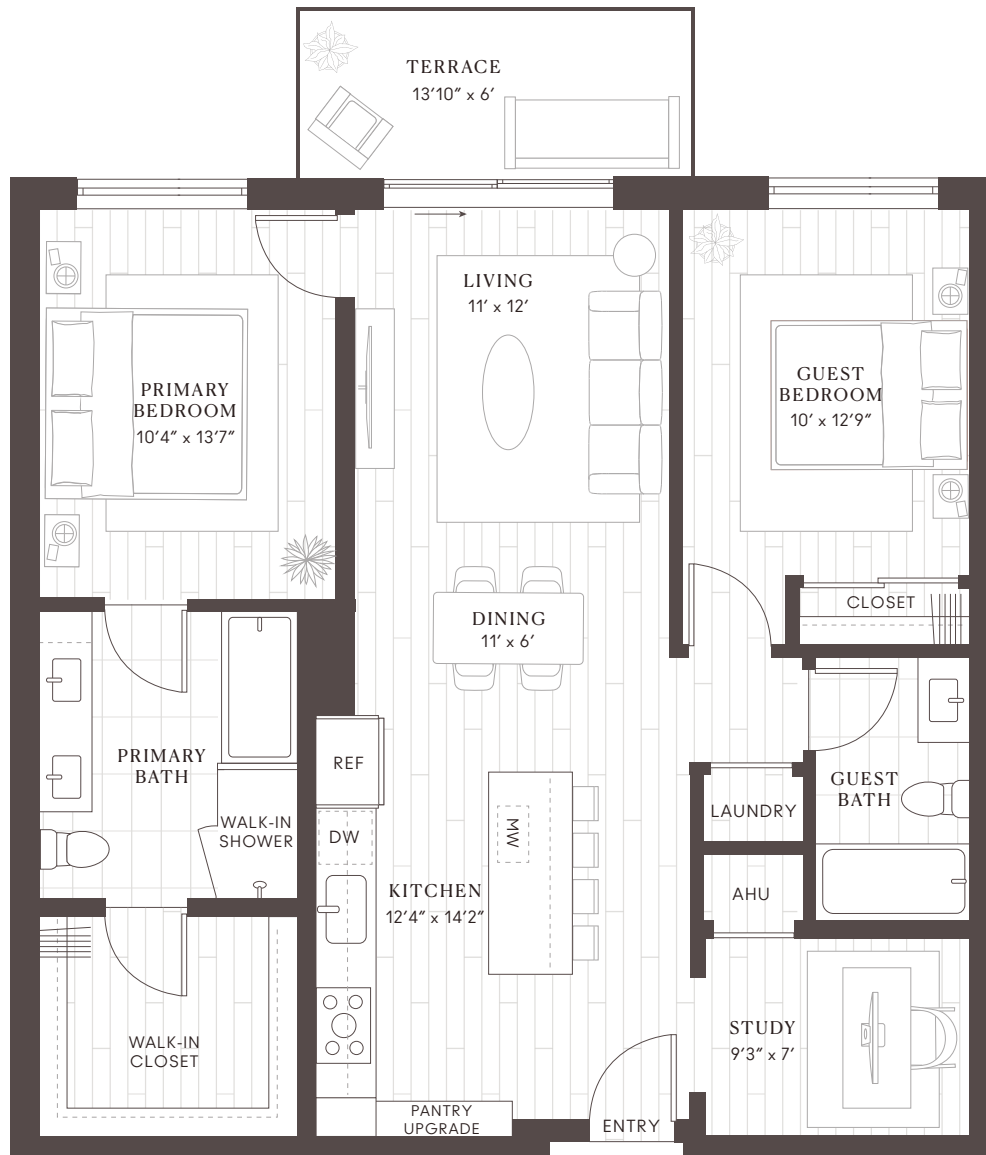 TERRACE
13'10" x 6'
LIVING
11' x 12'
PRIMARY
BEDROOM
10'4" x 13'7"
GUEST
BEDROOM
10' x 12'9"
CLOSET
DINING
11' x 6'
PRIMARY
BATH
REF
WALK-IN
SHOWER
DW
MW
LAUNDRY
GUEST
BATH
KITCHEN
12'4" x 14'2"
AHU
WALK-IN
CLOSET
STUDY
9'3" x 7'
PANTRY
UPGRADE
ENTRY